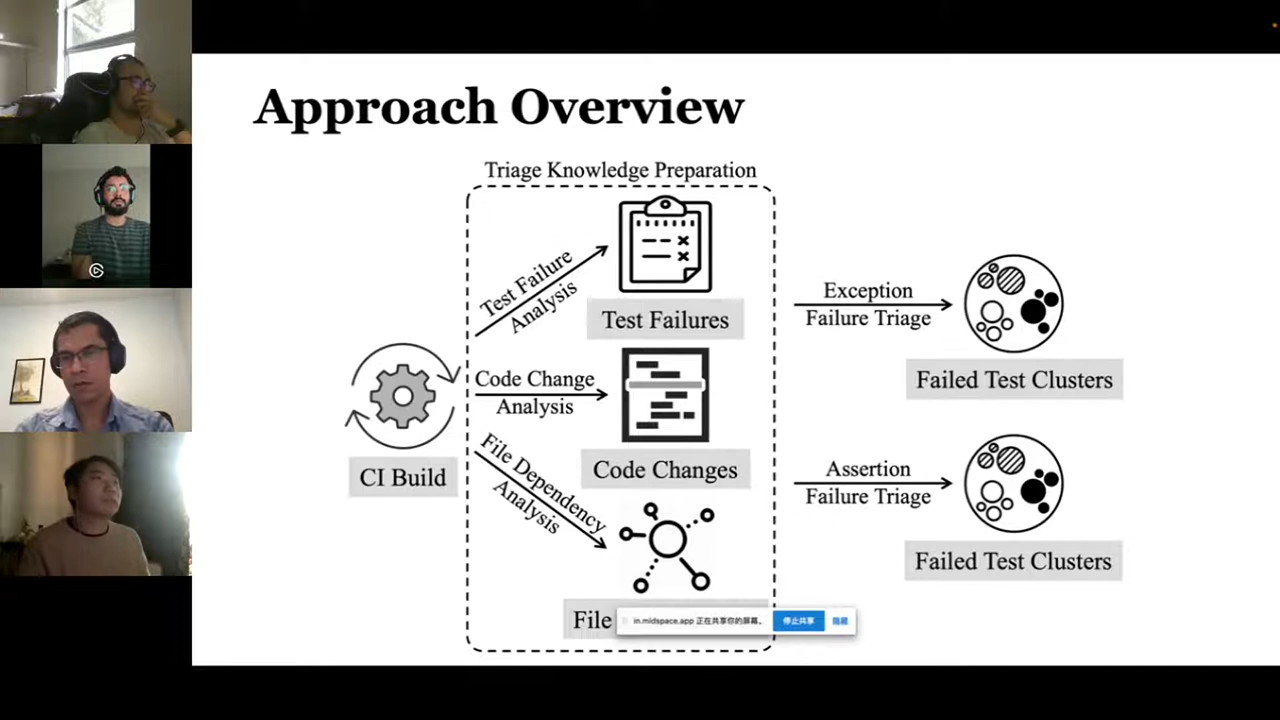 Approach Overview
Triage Knowledge Preparation
Test Failure
Analysis
Test Failures
Code Change
Analysis
Code Changes
File Dependency
Analysis
File
CI Build
Exception
Failure Triage
Failed Test Clusters
Assertion
Failure Triage
Failed Test Clusters
in.midspace.app 正在共享你的屏幕。
停止共享
隐藏